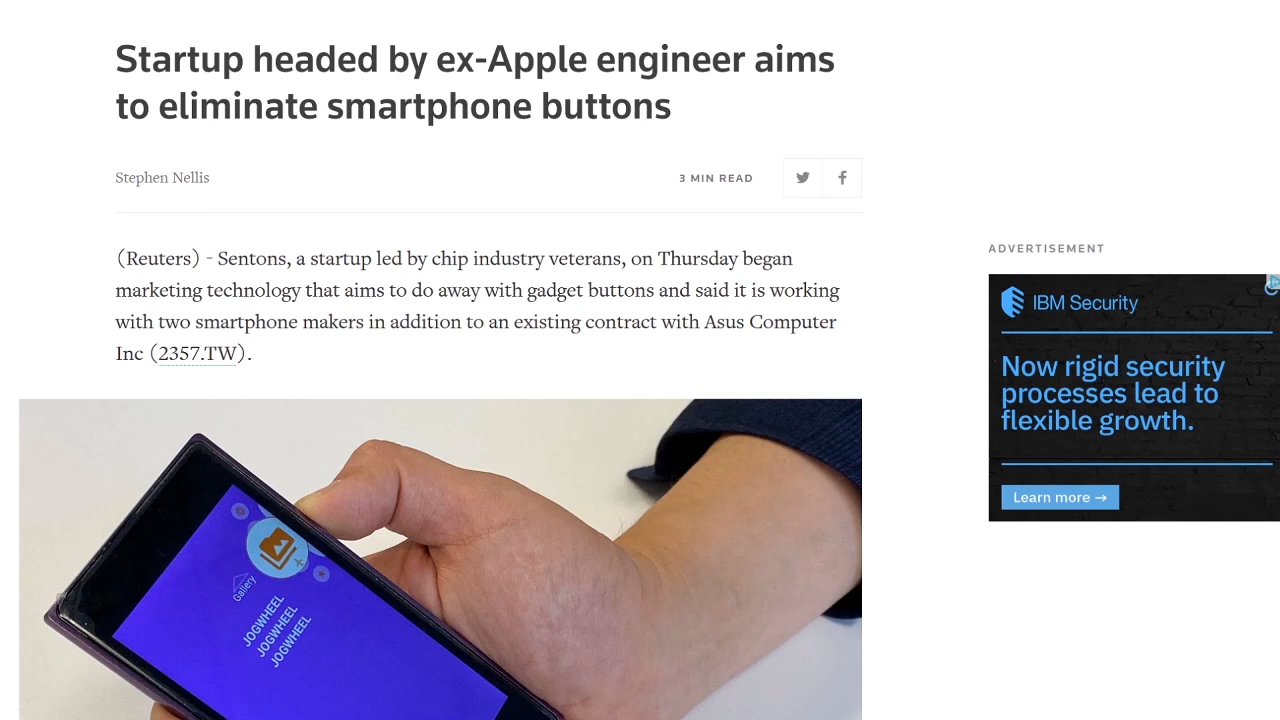 Startup headed by ex-Apple engineer aims
to eliminate smartphone buttons
Stephen Nellis
3 MIN READ
(Reuters) - Sentons, a startup led by chip industry veterans, on Thursday began
marketing technology that aims to do away with gadget buttons and said it is working
with two smartphone makers in addition to an existing contract with Asus Computer
Inc (2357.TW).
ADVERTISEMENT
IBM Security
Now rigid security
processes lead to
flexible growth.
Learn more →
Gallery
JOGWHEEL
JOGWHEEL
JOGWHEEL